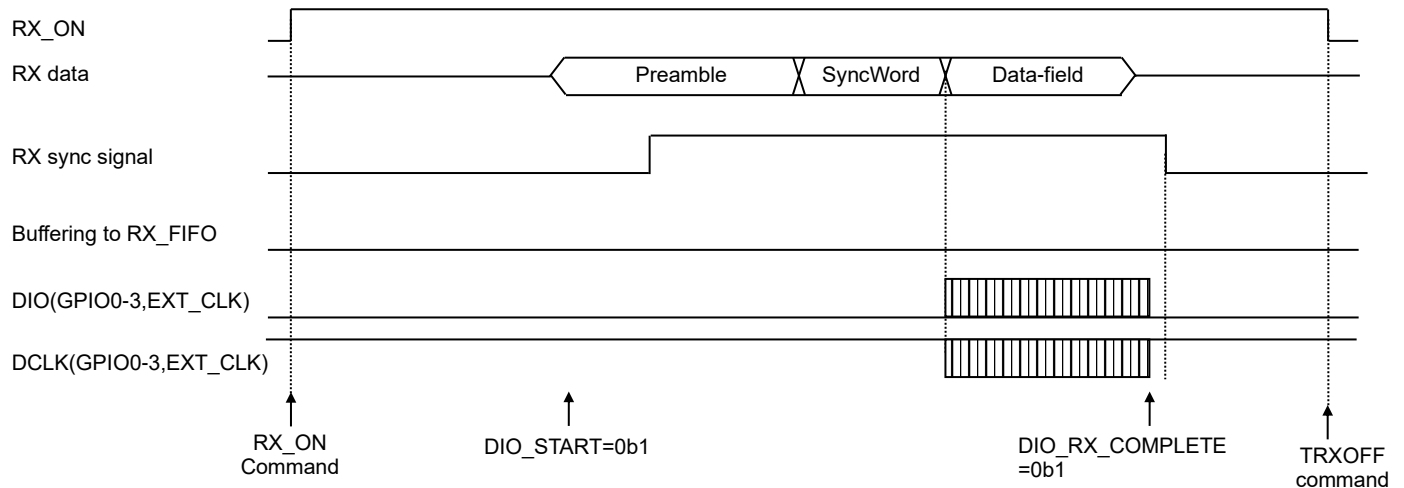 RX_ON
RX data
Preamble
SyncWord
Data-field
RX sync signal
Buffering to RX_FIFO
DIO(GPIO0-3,EXT_CLK)
DCLK(GPIO0-3,EXT_CLK)
RX_ON
Command
DIO_START=0b1
DIO_RX_COMPLETE
=0b1
TRXOFF
command